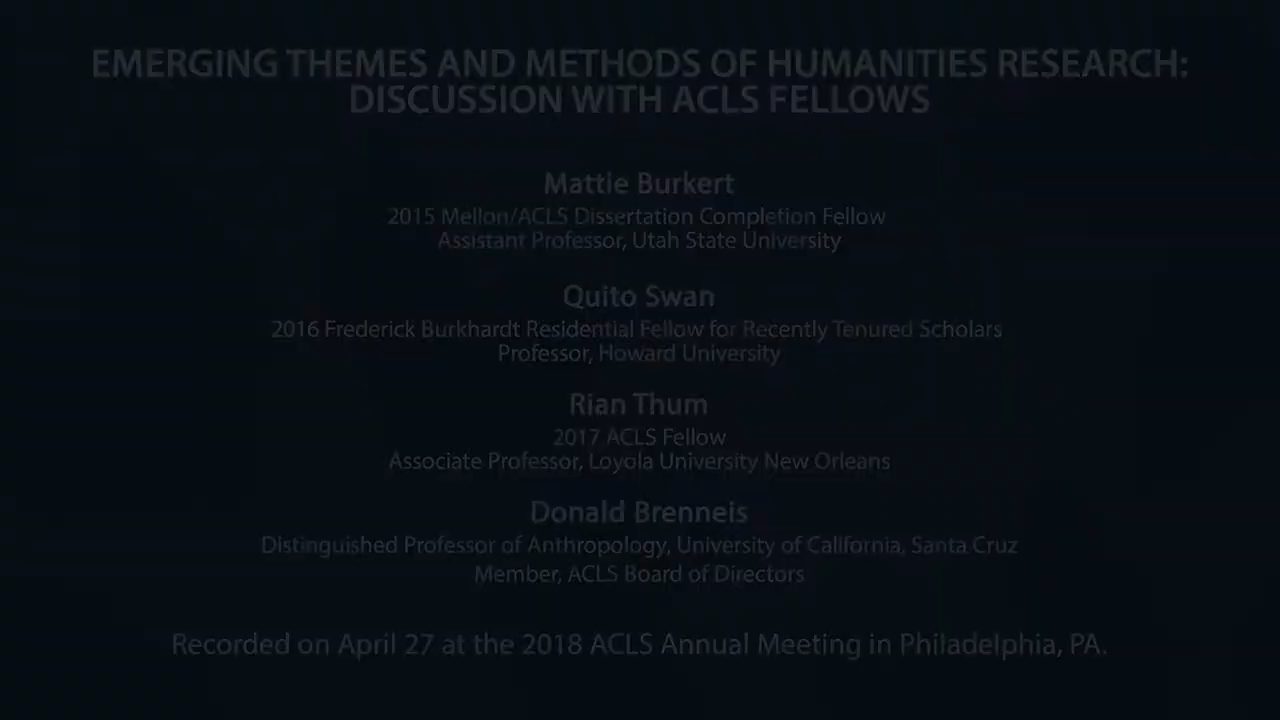 EMERGING THEMES AND METHODS OF HUMANITIES RESEARCH:
DISCUSSION WITH ACLS FELLOWS
Mattie Burkert
2015 Mellon/ACLS Dissertation Completion Fellow
Assistant Professor, Utah State University
Quito Swan
2016 Frederick Burkhardt Residential Fellow for Recently Tenured Scholars
Professor, Howard University
Rian Thum
2017 ACLS Fellow
Associate Professor, Loyola University New Orleans
Donald Brenneis
Distinguished Professor of Anthropology, University of California, Santa Cruz
Member, ACLS Board of Directors
Recorded on April 27 at the 2018 ACLS Annual Meeting in Philadelphia, PA.